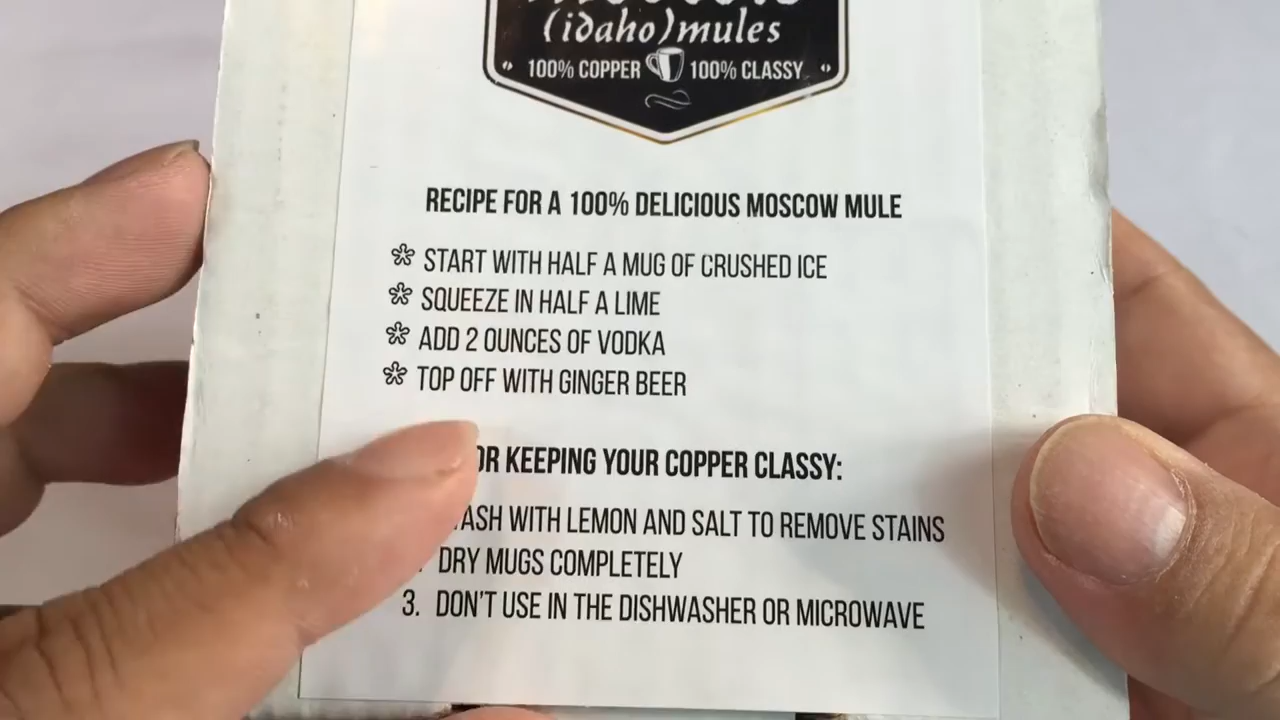 (idaho)mules
100% COPPER 100% CLASSY
RECIPE FOR A 100% DELICIOUS MOSCOW MULE
START WITH HALF A MUG OF CRUSHED ICE
SQUEEZE IN HALF A LIME
ADD 2 OUNCES OF VODKA
TOP OFF WITH GINGER BEER
KEEPING YOUR COPPER CLASSY:
WITH LEMON AND SALT TO REMOVE STAINS
DRY MUGS COMPLETELY
3. DON'T USE IN THE DISHWASHER OR MICROWAVE